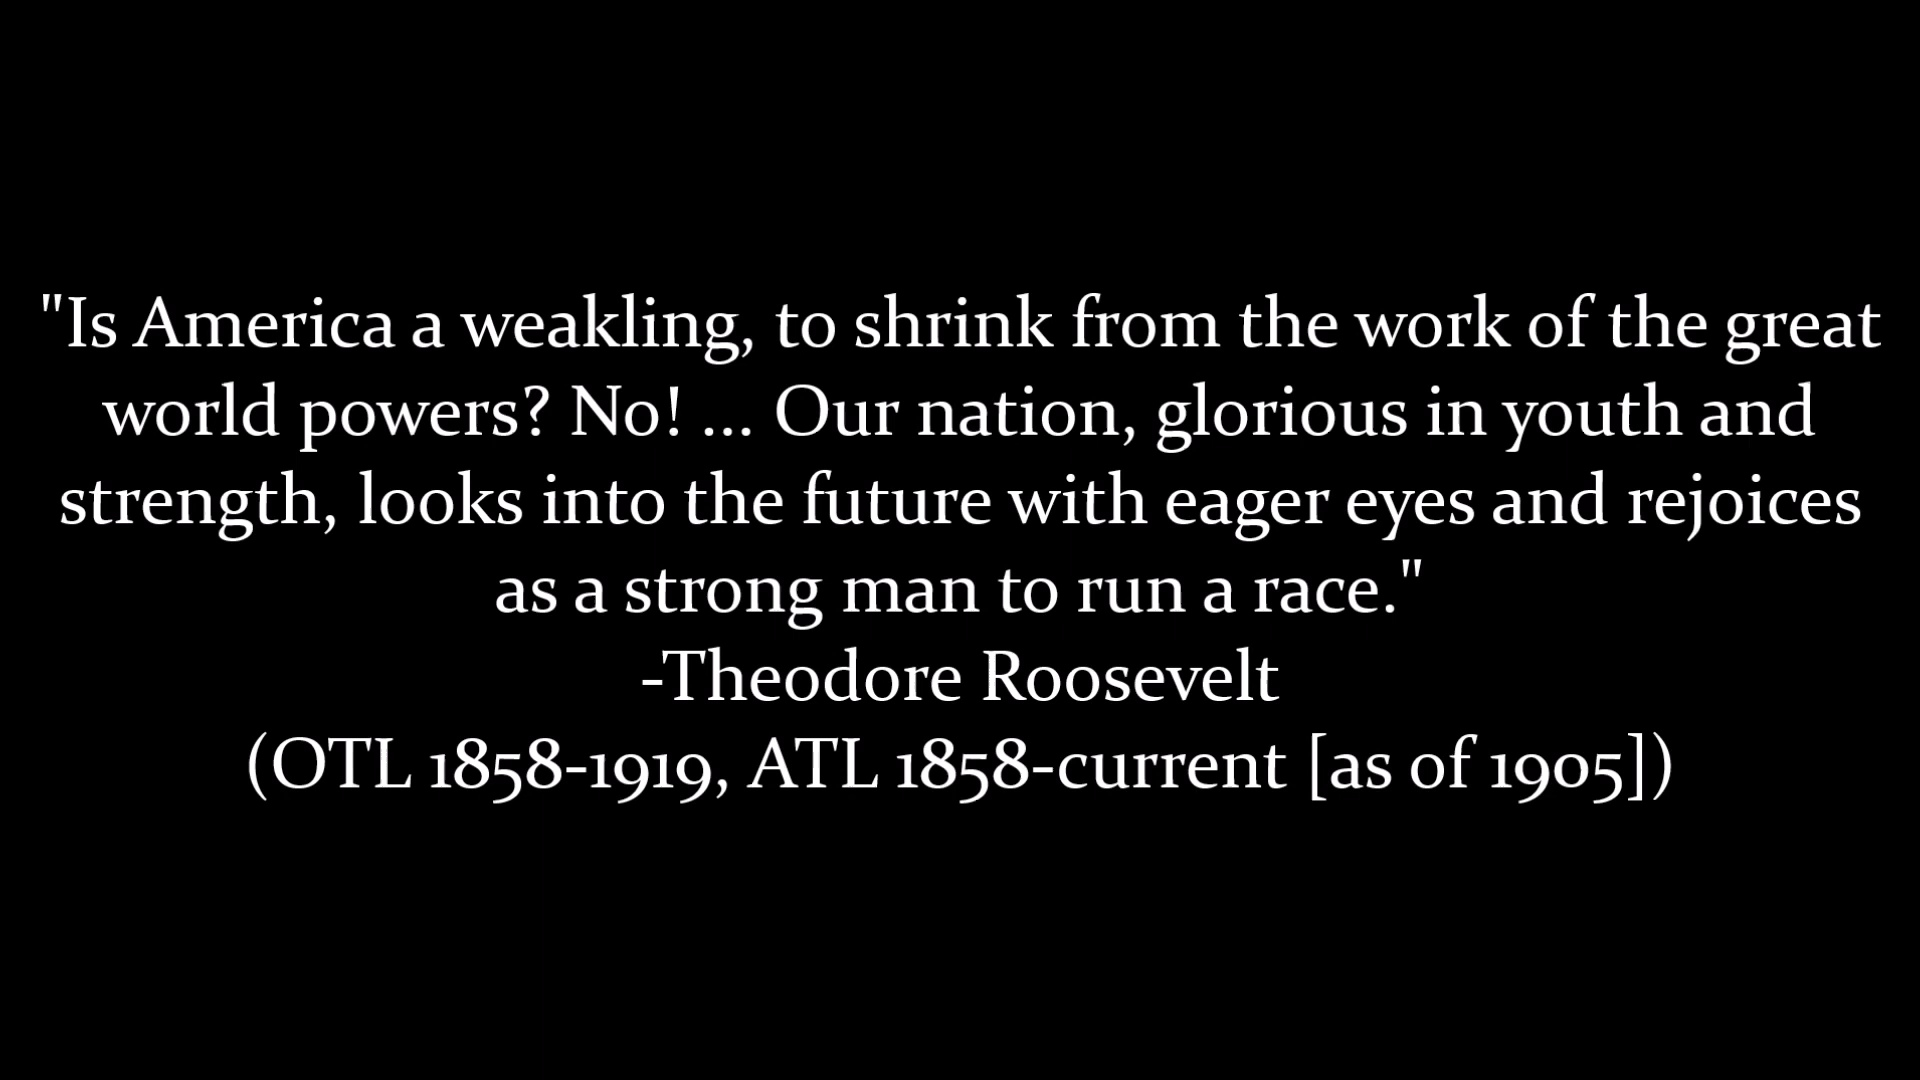 "Is America a weakling, to shrink from the work of the great
world powers? No! ... Our nation, glorious in youth and
strength, looks into the future with eager eyes and rejoices
as a strong man to run a race."
-Theodore Roosevelt
(OTL 1858-1919, ATL 1858-current [as of 1905])